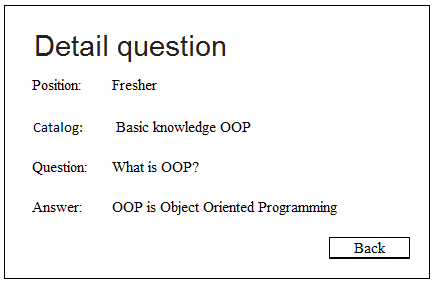 Detail question
Position: Fresher
Catalog: Basic knowledge OOP
Question: What is OOP?
Answer: OOP is Object Oriented Programming
Back